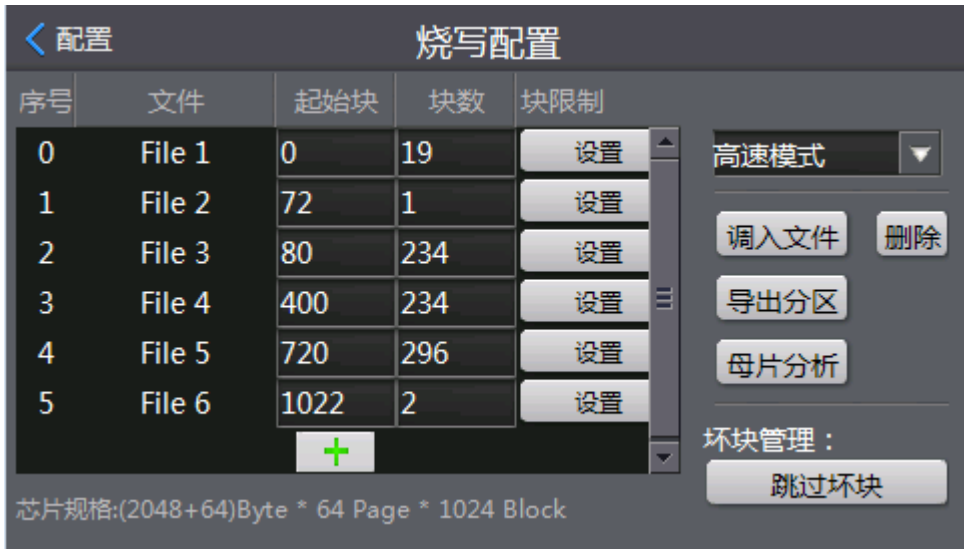 配置 烧写配置
序号 文件 起始块 块数 块限制
0 File 1 0 19 设置
1 File 2 72 1 设置
2 File 3 80 234 设置
3 File 4 400 234 设置
4 File 5 720 296 设置
5 File 6 1022 2 设置
+
芯片规格:(2048+64)Byte * 64 Page * 1024 Block
高速模式
调入文件 删除
导出分区
母片分析
坏块管理：
跳过坏块